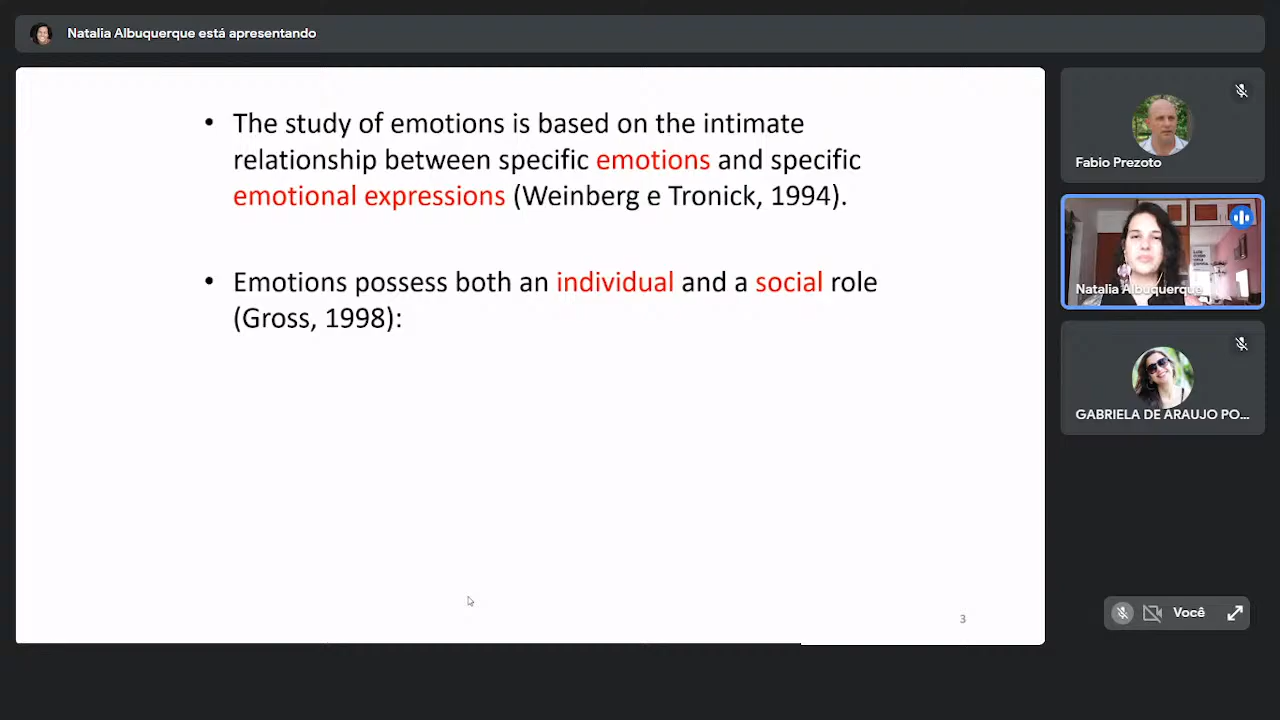 Natalia Albuquerque está apresentando
• The study of emotions is based on the intimate
relationship between specific emotions and specific
emotional expressions (Weinberg e Tronick, 1994).
• Emotions possess both an individual and a social role
(Gross, 1998):
3
Fabio Prezoto
Natalia Albuquerque
GABRIELA DE ARAUJO PO...
Você